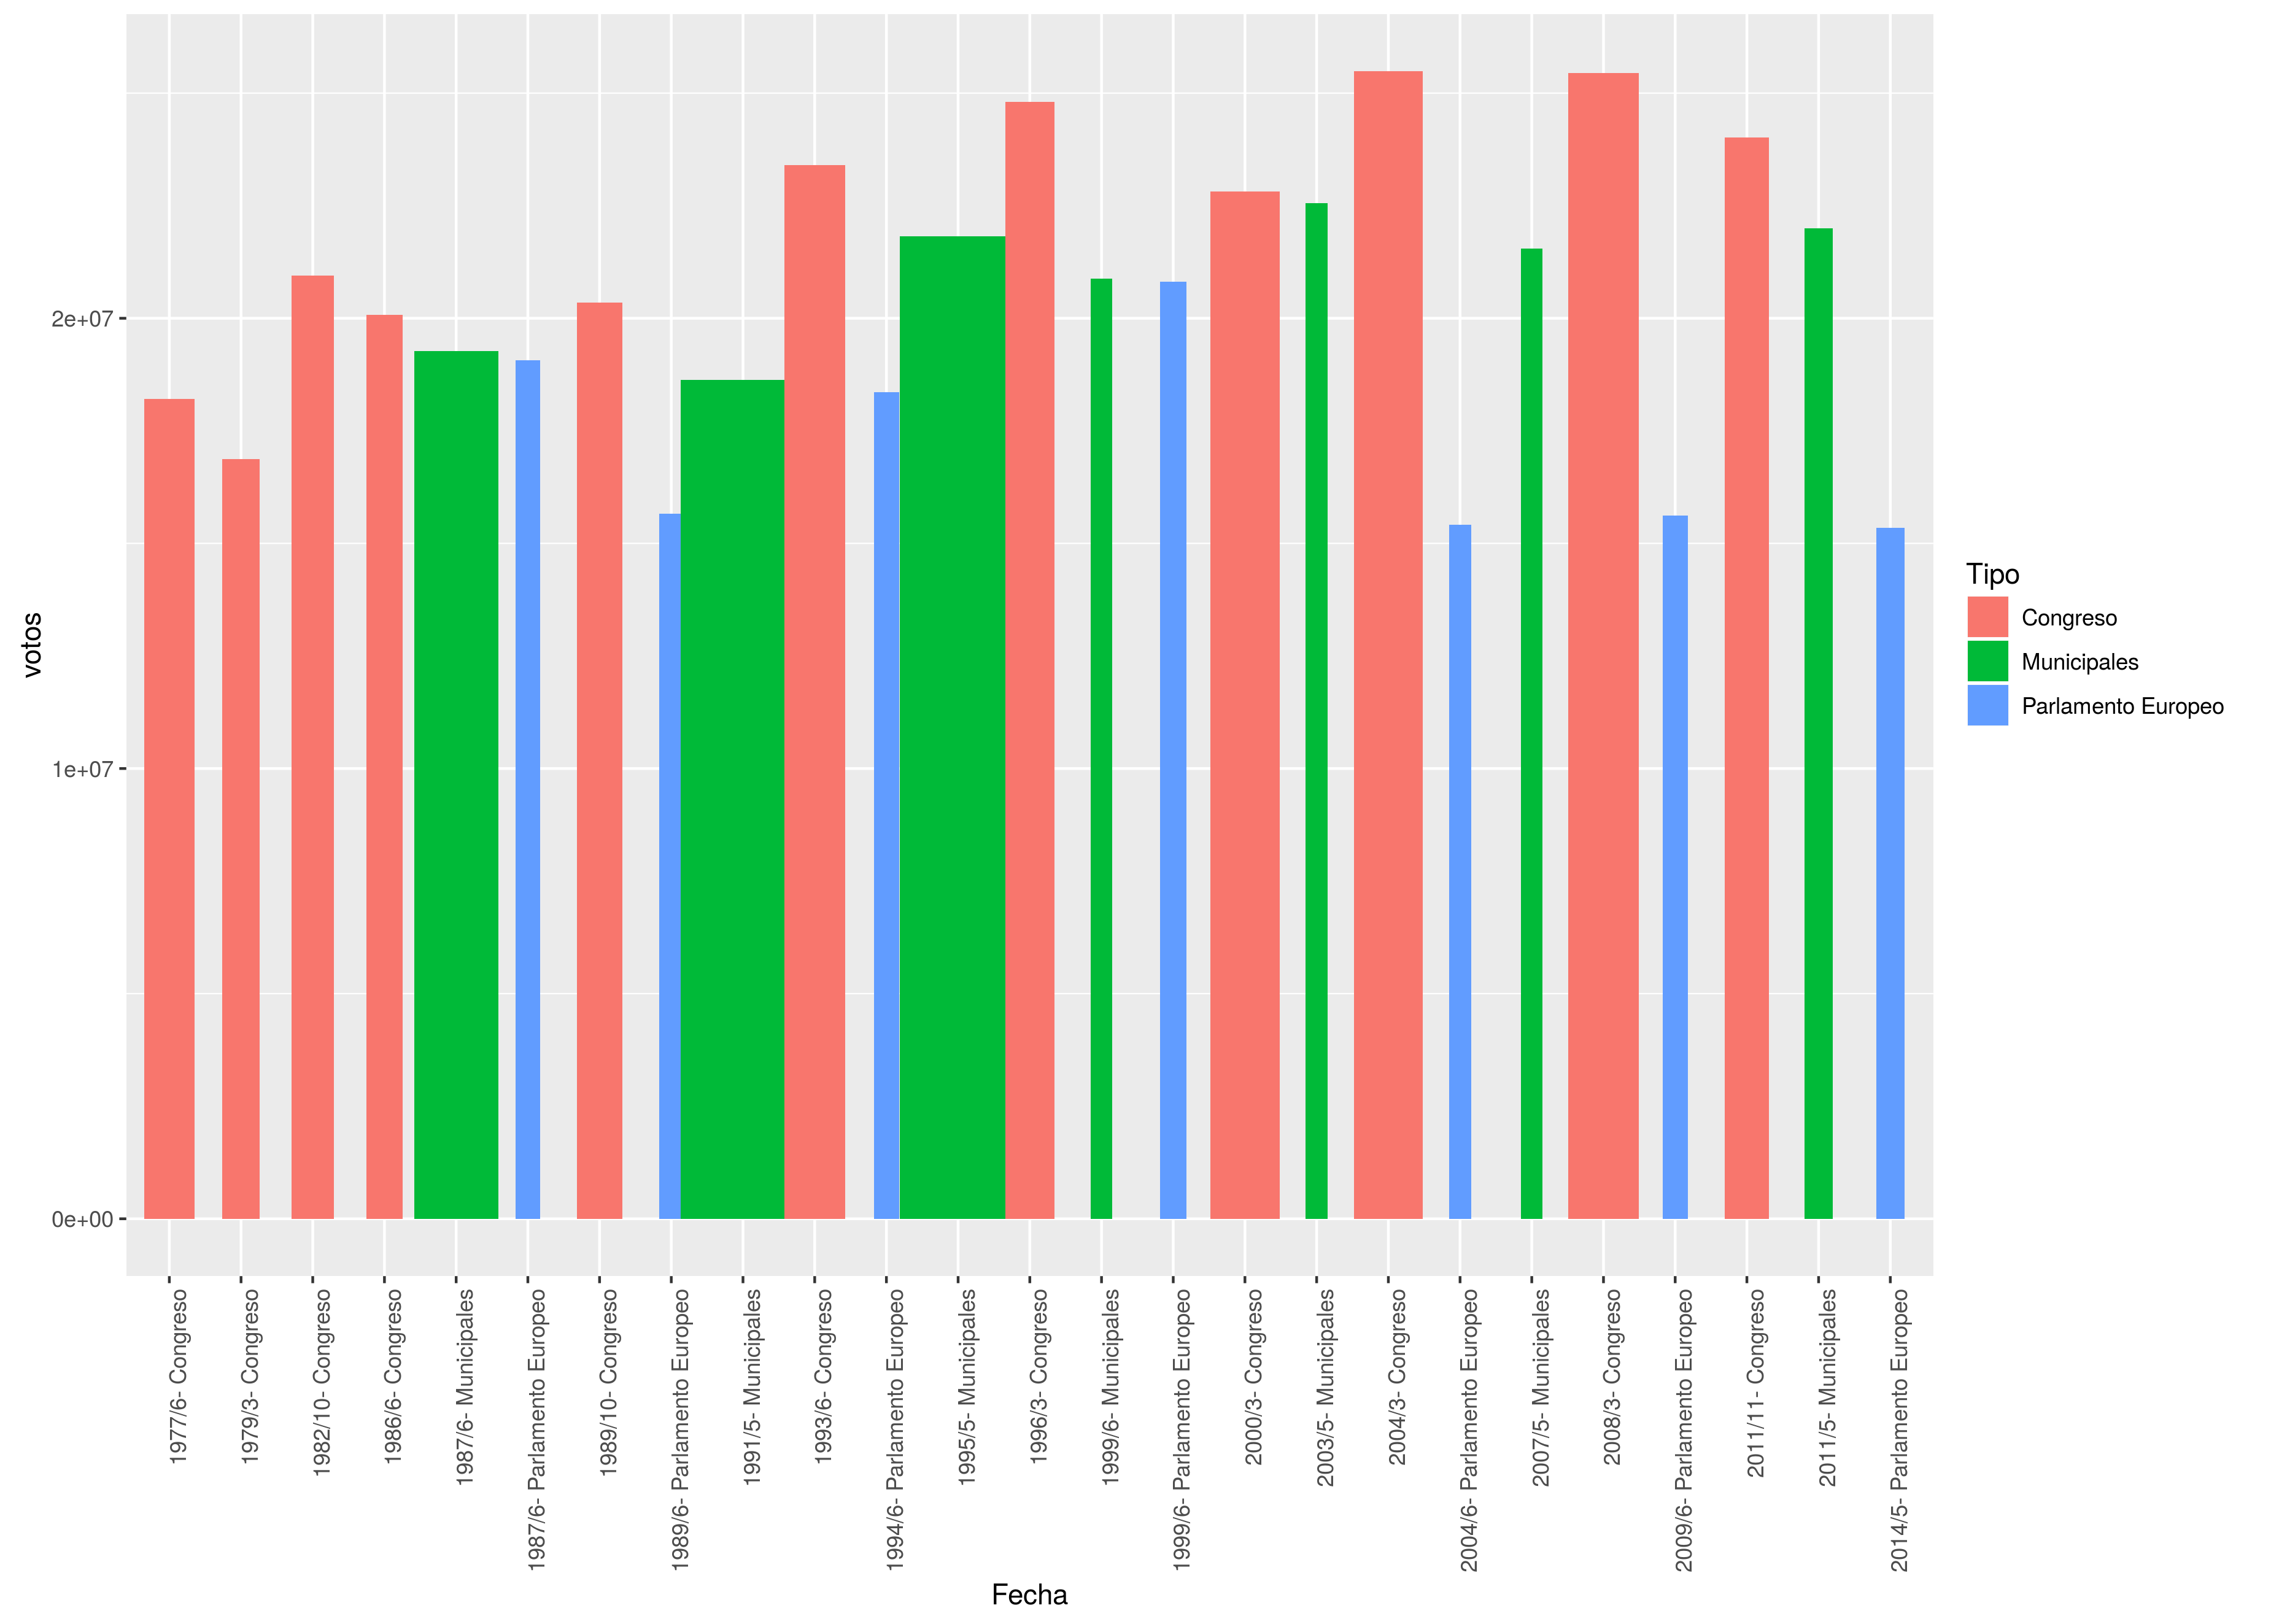 votos
2e+07
1e+07
0e+00
1977/6- Congreso
1979/3- Congreso
1982/10- Congreso
1986/6- Congreso
1987/6- Municipales
1987/6- Parlamento Europeo
1989/10- Congreso
1989/6- Parlamento Europeo
1991/5- Municipales
1993/6- Congreso
1994/6- Parlamento Europeo
1995/5- Municipales
1996/3- Congreso
1999/6- Municipales
1999/6- Parlamento Europeo
2000/3- Congreso
2003/5- Municipales
2004/3- Congreso
2004/6- Parlamento Europeo
2007/5- Municipales
2008/3- Congreso
2009/6- Parlamento Europeo
2011/11- Congreso
2011/5- Municipales
2014/5- Parlamento Europeo
Fecha
Tipo
Congreso
Municipales
Parlamento Europeo